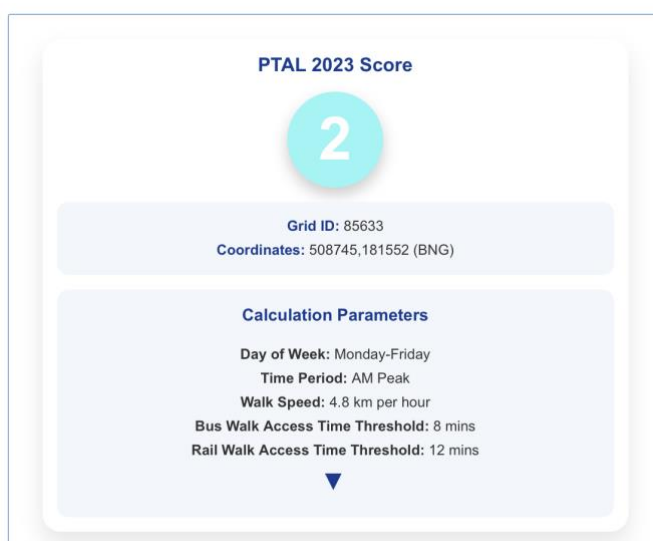 PTAL 2023 Score
2
Grid ID: 85633
Coordinates: 508745,181552 (BNG)
Calculation Parameters
Day of Week: Monday-Friday
Time Period: AM Peak
Walk Speed: 4.8 km per hour
Bus Walk Access Time Threshold: 8 mins
Rail Walk Access Time Threshold: 12 mins